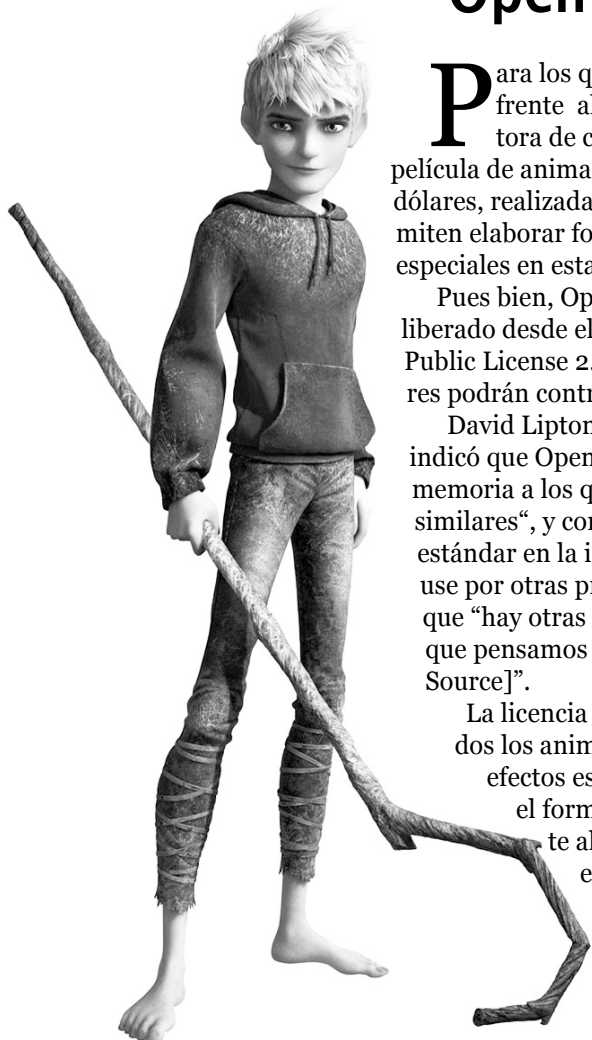 Open
Para los q
frente al
tora de c
película de anima
dólares, realizada
miten elaborar fo
especiales en esta
Pues bien, Op
liberado desde el
Public License 2.
res podrán contr
David Lipton
indicó que Open
memoria a los q
similares“, y con
estándar en la i
use por otras pr
que “hay otras
que pensamos
Source]”.
La licencia
dos los anim
efectos es
el form
te al
e